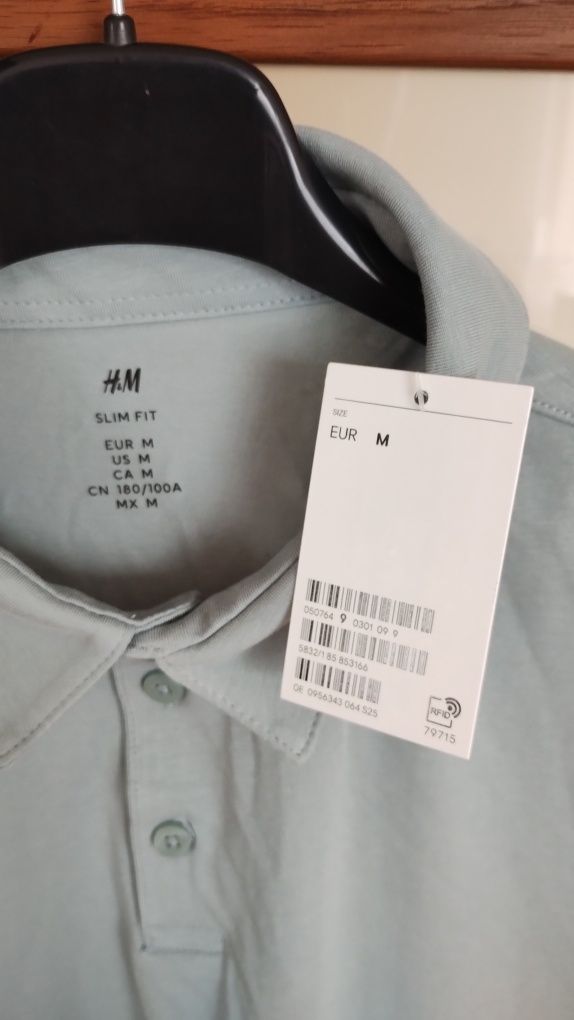 H&M
SLIM FIT
EUR M
US M
CA M
CN 180/100A
MX M
SIZE
EUR M
050764 9 0301 09 9
5832/185 853166
OE 0956343 064 S25
RFID
79715